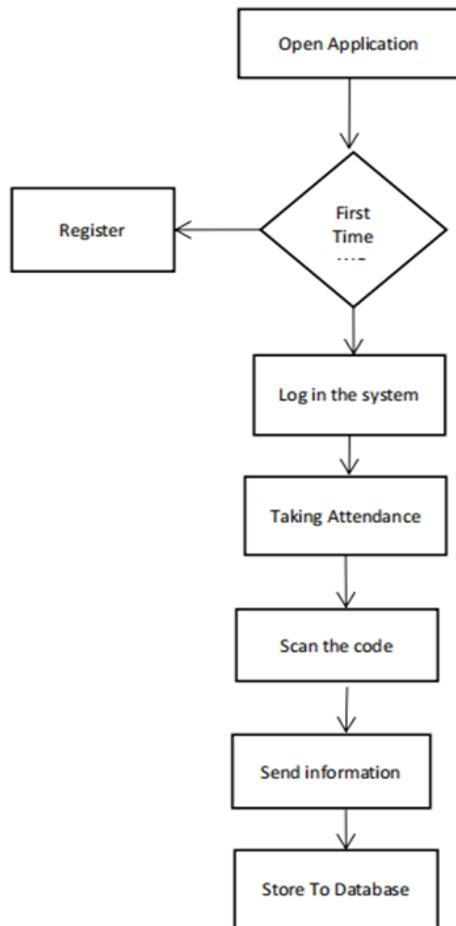 Open Application
First
Time
Register
Log in the system
Taking Attendance
Scan the code
Send information
Store To Database